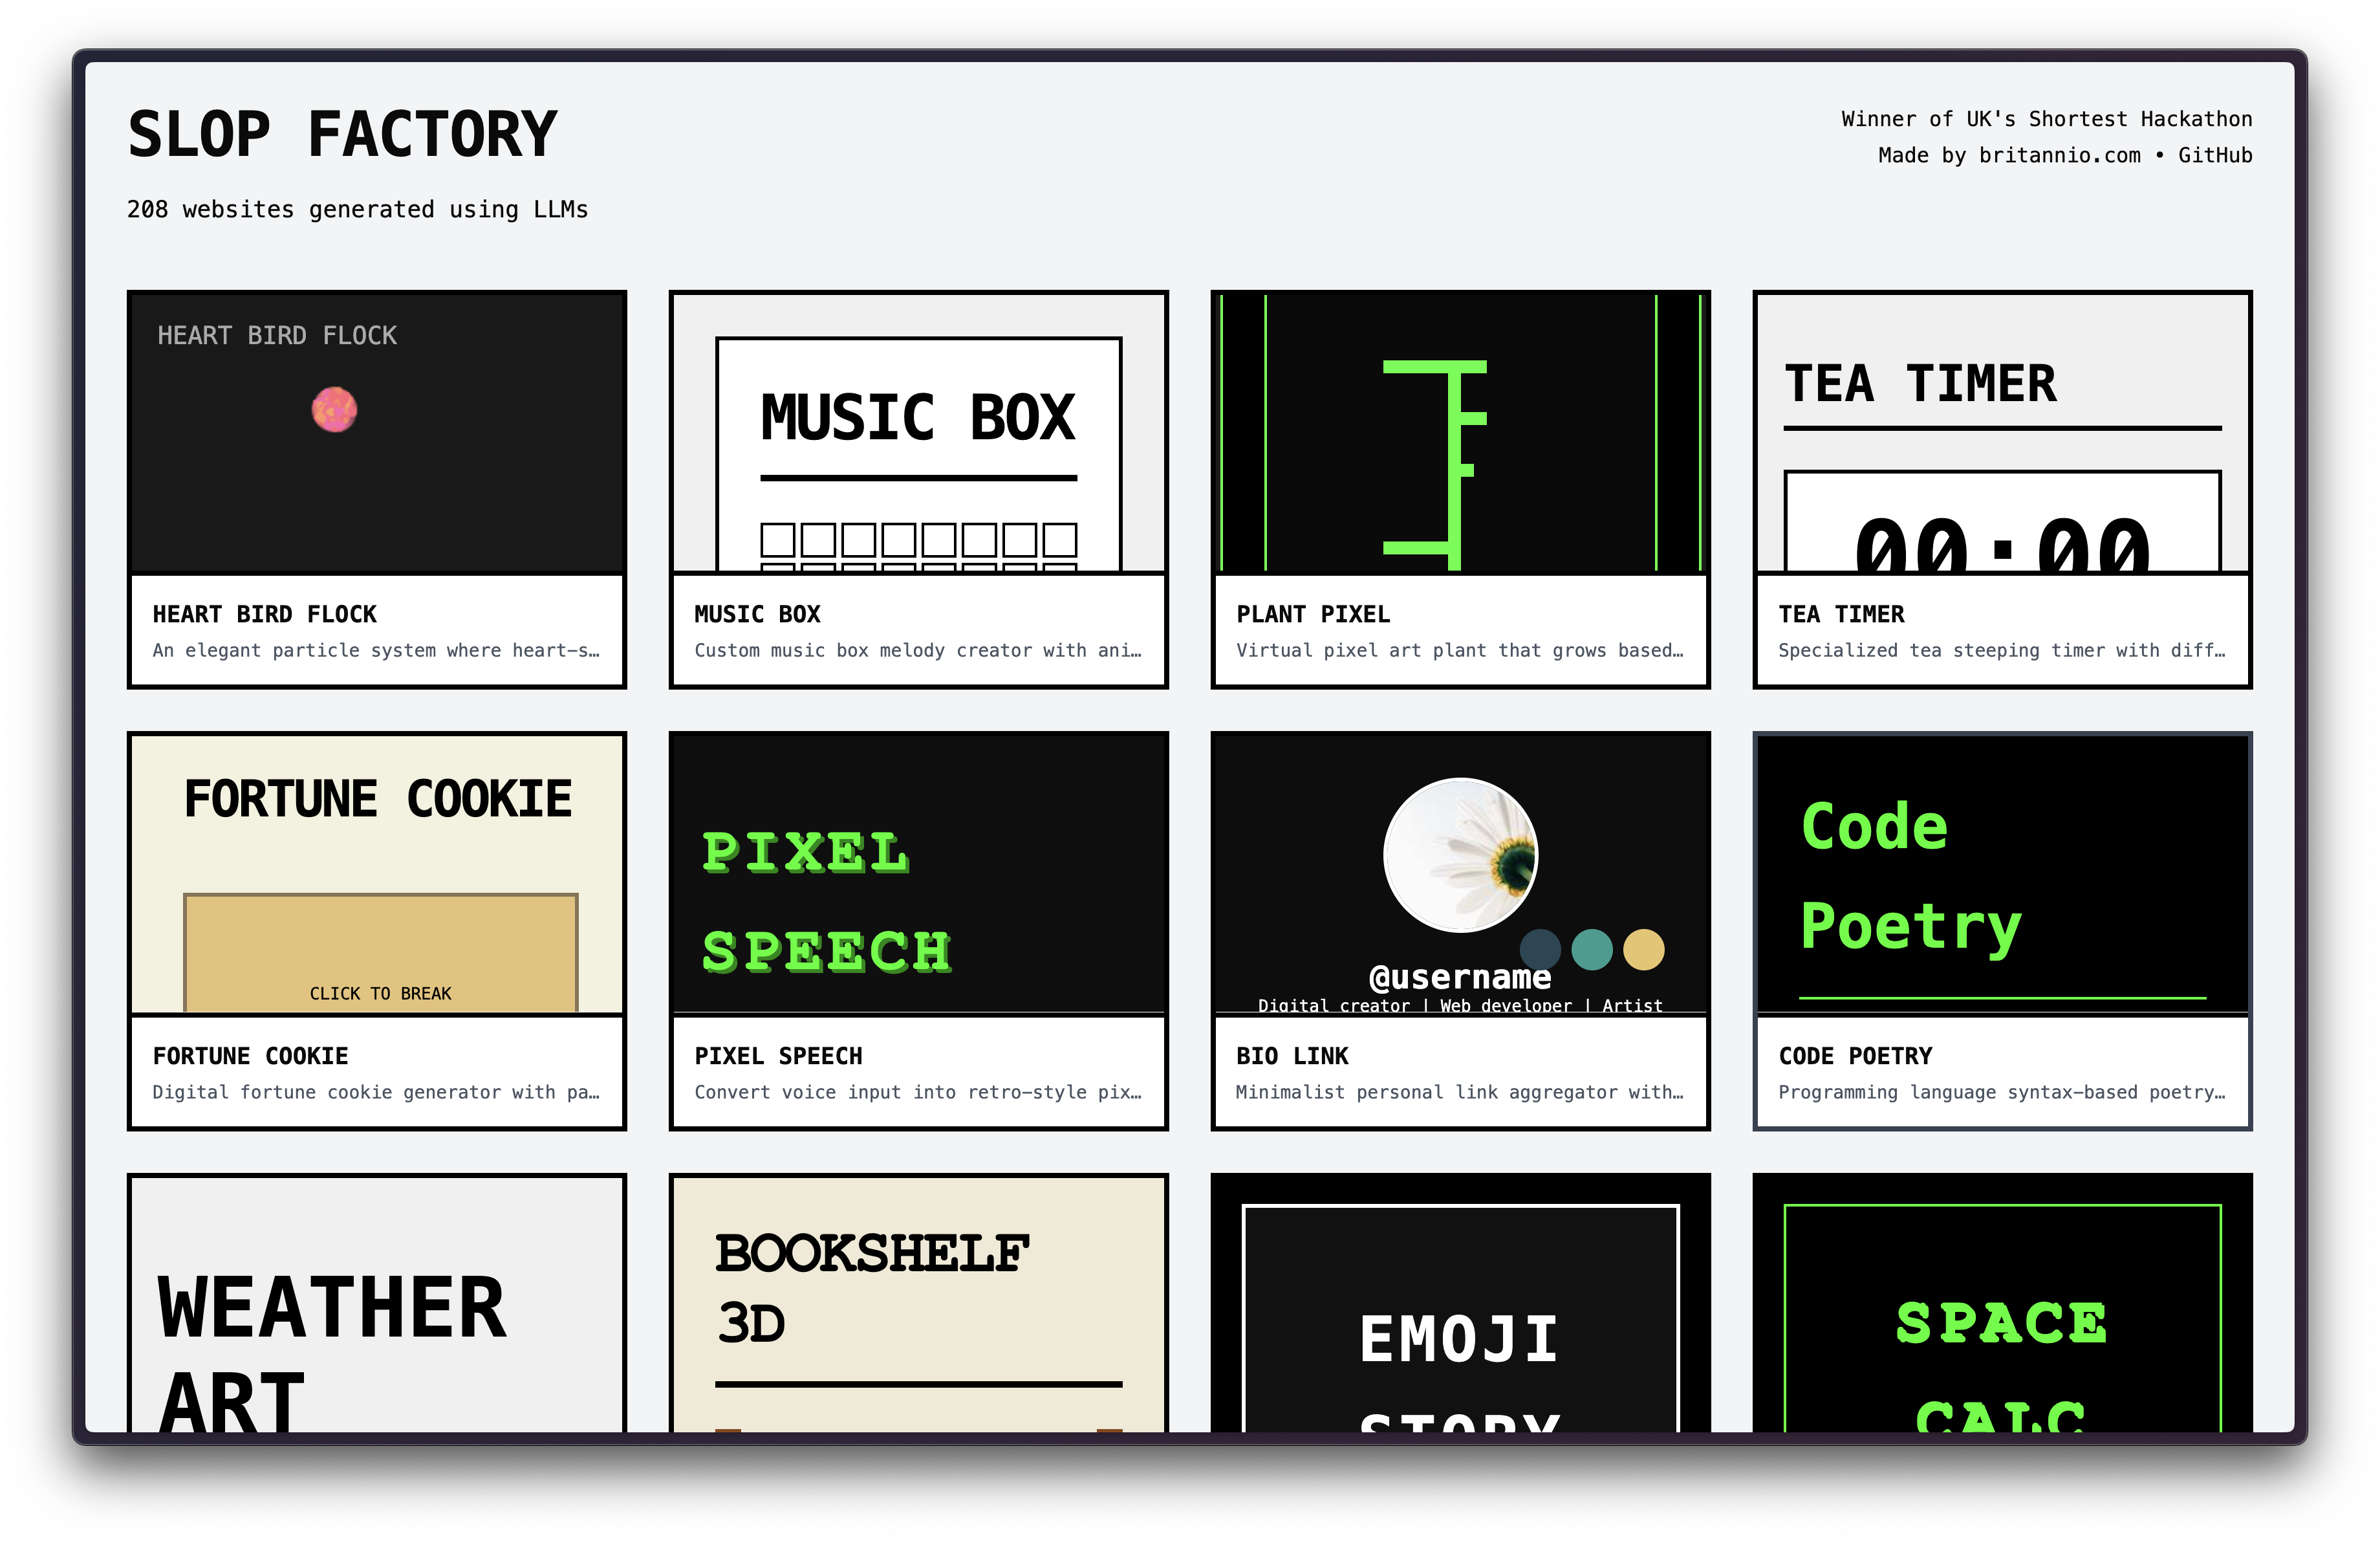 SLOP FACTORY
Winner of UK's Shortest Hackathon
Made by britannio.com • GitHub
208 websites generated using LLMs
HEART BIRD FLOCK
MUSIC BOX
TEA TIMER
00:00
HEART BIRD FLOCK
An elegant particle system where heart-s…
MUSIC BOX
Custom music box melody creator with ani…
PLANT PIXEL
Virtual pixel art plant that grows based…
TEA TIMER
Specialized tea steeping timer with diff…
FORTUNE COOKIE
CLICK TO BREAK
PIXEL
SPEECH
@username
Digital creator | Web developer | Artist
Code
Poetry
FORTUNE COOKIE
Digital fortune cookie generator with pa…
PIXEL SPEECH
Convert voice input into retro-style pix…
BIO LINK
Minimalist personal link aggregator with…
CODE POETRY
Programming language syntax-based poetry…
WEATHER
ART
BOOKSHELF
3D
EMOJI
STORY
SPACE
CALC